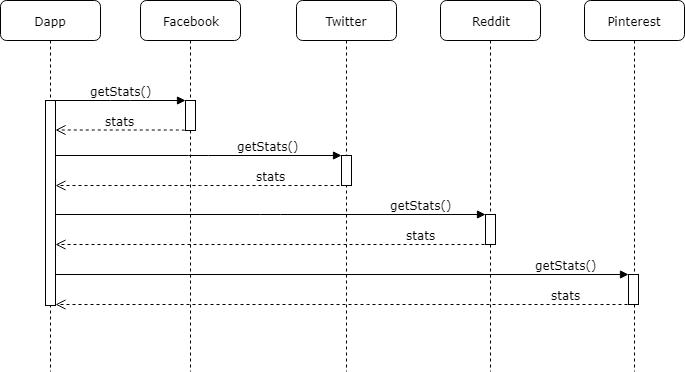 Dapp
Facebook
Twitter
Reddit
Pinterest
getStats()
stats
getStats()
stats
getStats()
stats
getStats()
stats